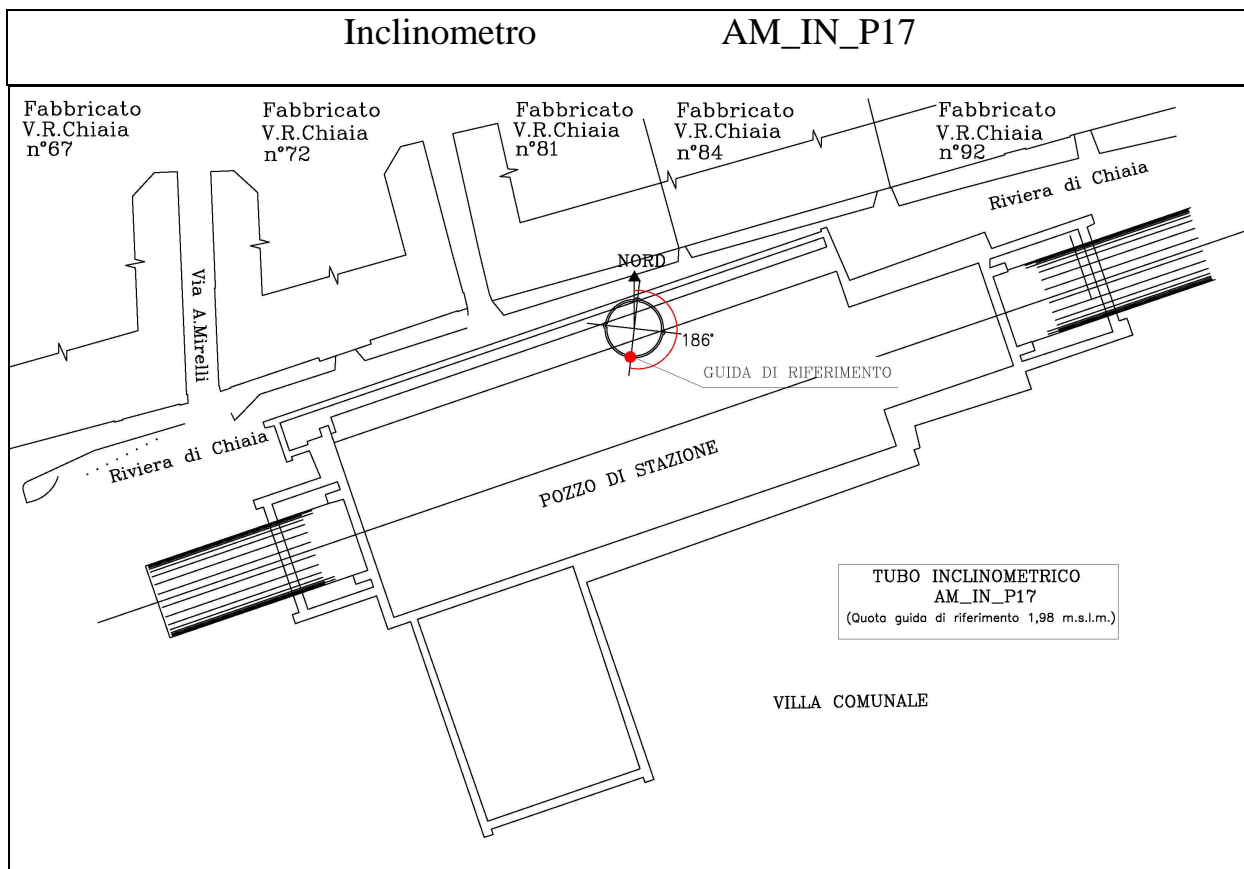 Inclinometro AM_IN_P17
Fabbricato
V.R.Chiaia
n°67
Fabbricato
V.R.Chiaia
n°72
Fabbricato
V.R.Chiaia
n°81
Fabbricato
V.R.Chiaia
n°84
Fabbricato
V.R.Chiaia
n°92
Riviera di Chiaia
Via A.Mirelli
NORD
186°
GUIDA DI RIFERIMENTO
Riviera di Chiaia
POZZO DI STAZIONE
TUBO INCLINOMETRICO
AM_IN_P17
(Quota guida di riferimento 1,98 m.s.l.m.)
VILLA COMUNALE